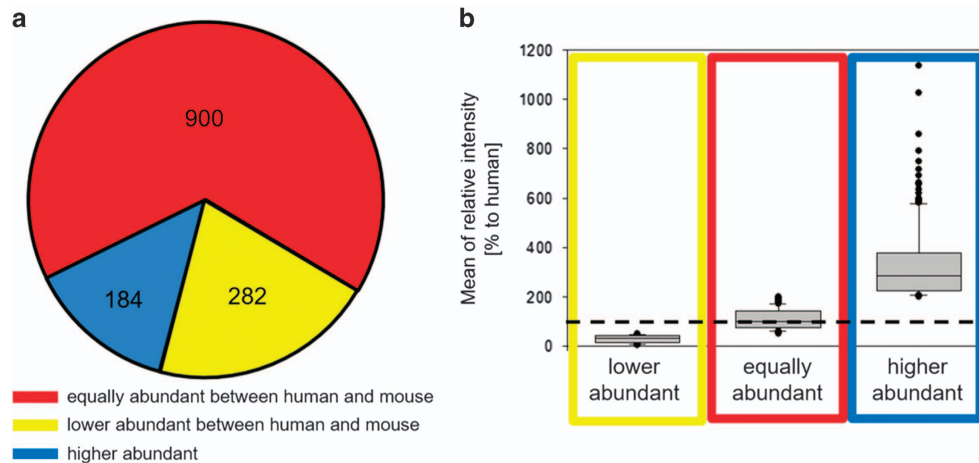 a
900
184
282
equally abundant between human and mouse
lower abundant between human and mouse
higher abundant
b
Mean of relative intensity
[% to human]
1200
1000
800
600
400
200
0
lower
abundant
equally
abundant
higher
abundant